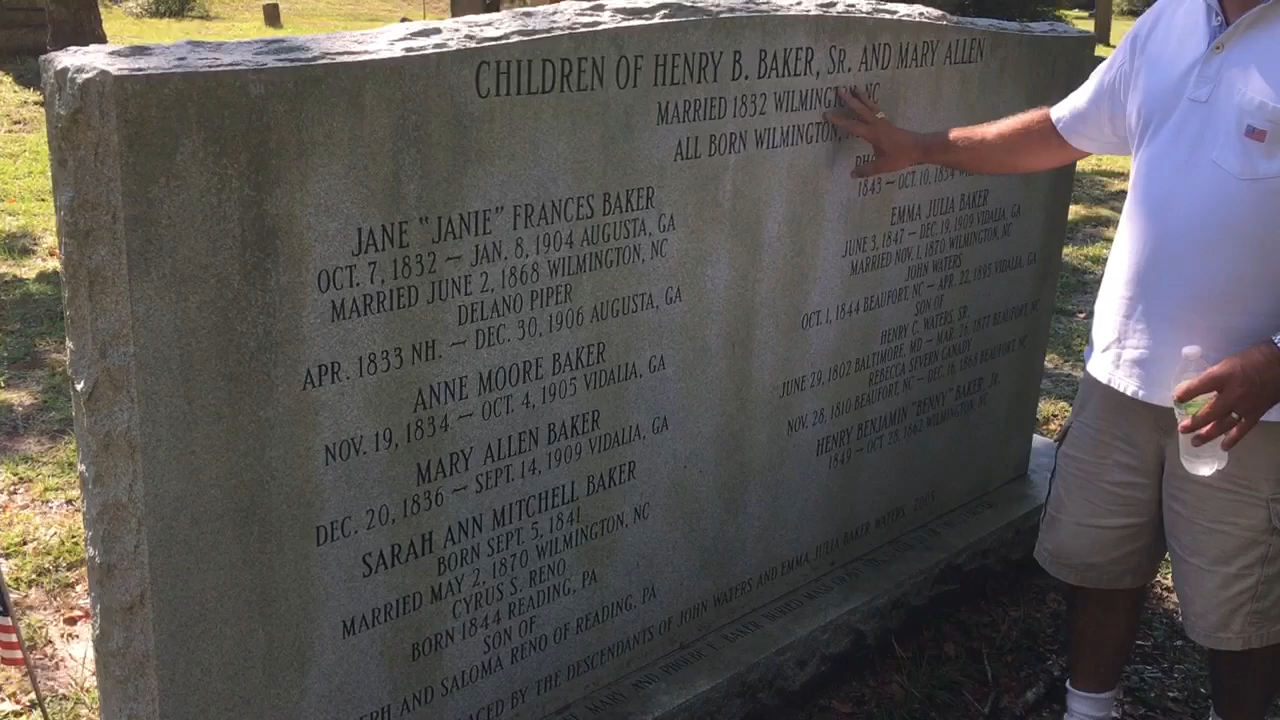 CHILDREN OF HENRY B. BAKER, SR. AND MARY ALLEN
MARRIED 1832 WILMINGTON, NC
ALL BORN WILMINGTON,
JANE "JANIE" FRANCES BAKER
OCT. 7, 1832 – JAN. 8, 1904 AUGUSTA, GA
MARRIED JUNE 2, 1868 WILMINGTON, NC
DELANO PIPER
APR. 1833 NH. – DEC. 30, 1906 AUGUSTA, GA
ANNE MOORE BAKER
NOV. 19, 1834 – OCT. 4, 1905 VIDALIA, GA
MARY ALLEN BAKER
DEC. 20, 1836 – SEPT. 14, 1909 VIDALIA, GA
SARAH ANN MITCHELL BAKER
BORN SEPT. 5, 1841
MARRIED MAY 2, 1870 WILMINGTON, NC
CYRUS S. RENO
BORN 1844 READING, PA
SON OF
AND SALOMA RENO OF READING, PA
1843 – OCT. 10, 1854
EMMA JULIA BAKER
JUNE 3, 1847 – DEC. 19, 1909 VIDALIA, GA
MARRIED NOV. 1, 1870 WILMINGTON, NC
JOHN WATERS
OCT. 1, 1844 BEAUFORT, NC – APR. 22, 1895 VIDALIA, GA
SON OF
HENRY C. WATERS, SR.
JUNE 29, 1802 BALTIMORE, MD – MAR. 26, 1877 BEAUFORT, NC
REBECCA SEVERN CANADY
NOV. 28, 1810 BEAUFORT, NC – DEC. 16, 1868 BEAUFORT, NC
HENRY BENJAMIN "BENNY" BAKER, JR.
1849 – OCT. 28, 1862 WILMINGTON, NC
BY THE DESCENDANTS OF JOHN WATERS AND EMMA JULIA BAKER WATERS, 2003
MARY AND PHOEBE T. BAKER BURIED